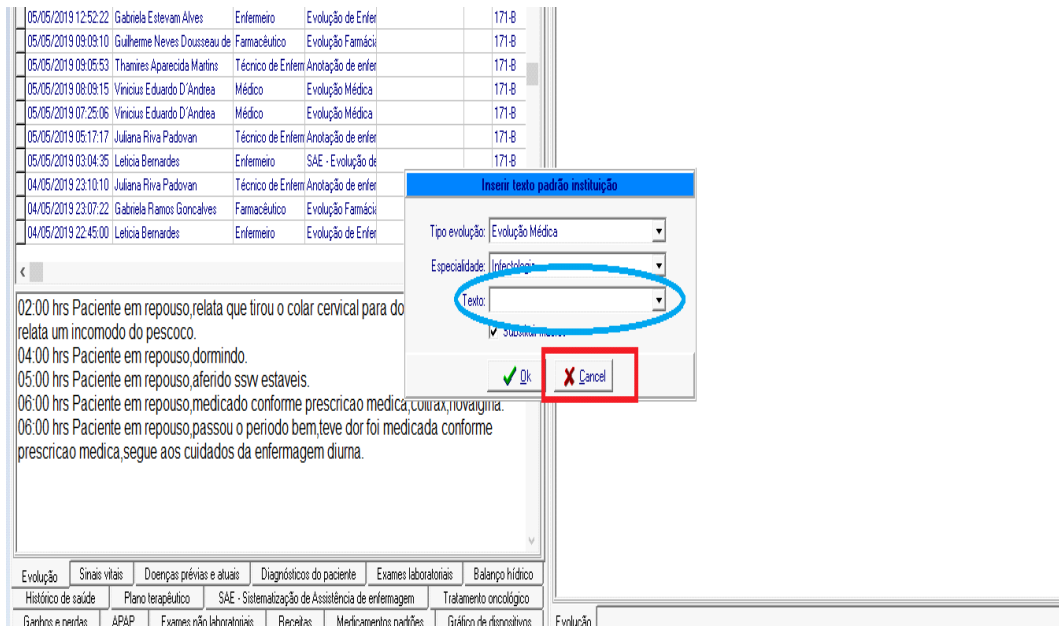 05/05/2019 12:52:22 Gabriela Estevam Alves Enfermeiro Evolução de Enfer 171-B
05/05/2019 09:09:10 Guilherme Neves Dousseau de Farmacêutico Evolução Farmáci 171-B
05/05/2019 09:05:53 Thamires Aparecida Martins Técnico de Enferm Anotação de enfer 171-B
05/05/2019 08:09:15 Vinicius Eduardo D'Andrea Médico Evolução Médica 171-B
05/05/2019 07:25:06 Vinicius Eduardo D'Andrea Médico Evolução Médica 171-B
05/05/2019 05:17:17 Juliana Riva Padovan Técnico de Enferm Anotação de enfer 171-B
05/05/2019 03:04:35 Leticia Bernardes Enfermeiro SAE - Evolução de 171-B
04/05/2019 23:10:10 Juliana Riva Padovan Técnico de Enferm Anotação de enfer
04/05/2019 23:07:22 Gabriela Ramos Goncalves Farmacêutico Evolução Farmáci
04/05/2019 22:45:00 Leticia Bernardes Enfermeiro Evolução de Enfer
Inserir texto padrão instituição
Tipo evolução: Evolução Médica
Especialidade: Infectologia
Texto:
Substituir macro
Ok Cancel
02:00 hrs Paciente em repouso,relata que tirou o colar cervical para do
relata um incomodo do pescoco.
04:00 hrs Paciente em repouso,dormindo.
05:00 hrs Paciente em repouso,aferido ssvv estaveis.
06:00 hrs Paciente em repouso,medicado conforme prescricao medica,coltrax,novalgina.
06:00 hrs Paciente em repouso,passou o periodo bem,teve dor foi medicada conforme
prescricao medica,segue aos cuidados da enfermagem diurna.
Evolução Sinais vitais Doenças prévias e atuais Diagnósticos do paciente Exames laboratoriais Balanço hídrico
Histórico de saúde Plano terapêutico SAE - Sistematização de Assistência de enfermagem Tratamento oncológico
Ganhos e perdas APAP Exames não laboratoriais Receitas Medicamentos padrões Gráfico de dispositivos Evolução